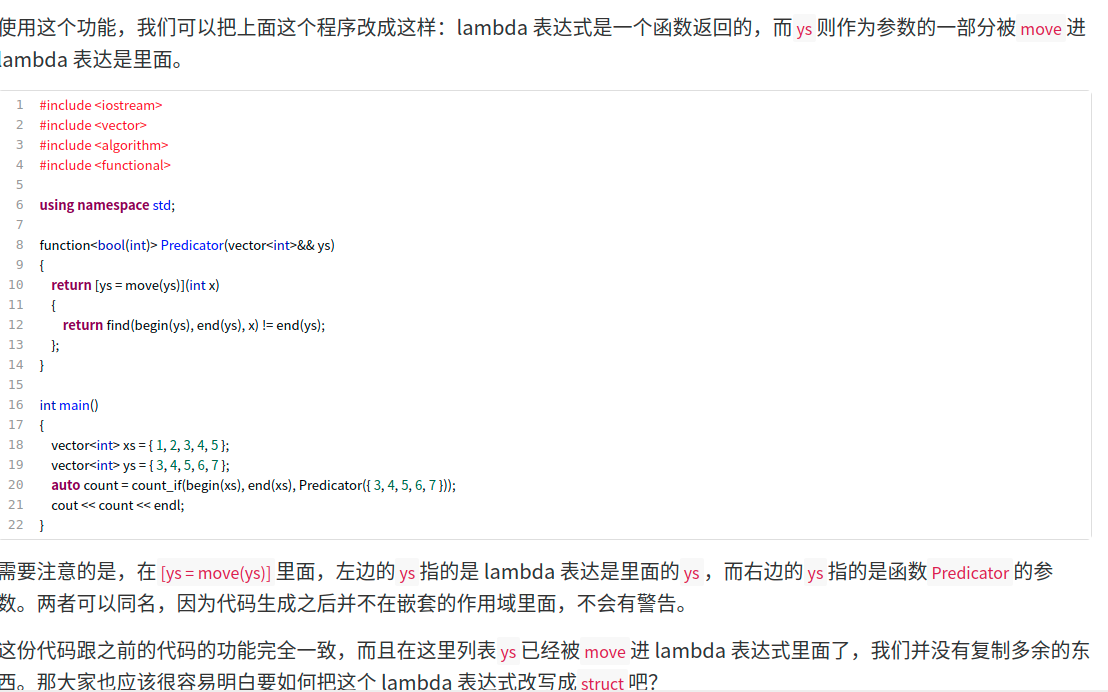 使用这个功能，我们可以把上面这个程序改成这样：lambda 表达式是一个函数返回的，而 ys 则作为参数的一部分被 move 进
lambda 表达是里面。
1 #include <iostream>
2 #include <vector>
3 #include <algorithm>
4 #include <functional>
5
6 using namespace std;
7
8 function<bool(int)> Predicator(vector<int>&& ys)
9 {
10 return [ys = move(ys)](int x)
11 {
12 return find(begin(ys), end(ys), x) != end(ys);
13 };
14 }
15
16 int main()
17 {
18 vector<int> xs = { 1, 2, 3, 4, 5 };
19 vector<int> ys = { 3, 4, 5, 6, 7 };
20 auto count = count_if(begin(xs), end(xs), Predicator({ 3, 4, 5, 6, 7 }));
21 cout << count << endl;
22 }
需要注意的是，在 [ys = move(ys)] 里面，左边的 ys 指的是 lambda 表达是里面的 ys ，而右边的 ys 指的是函数 Predicator 的参
数。两者可以同名，因为代码生成之后并不在嵌套的作用域里面，不会有警告。
这份代码跟之前的代码的功能完全一致，而且在这里列表 ys 已经被 move 进 lambda 表达式里面了，我们并没有复制多余的东
西。那大家也应该很容易明白要如何把这个 lambda 表达式改写成 struct 吧？